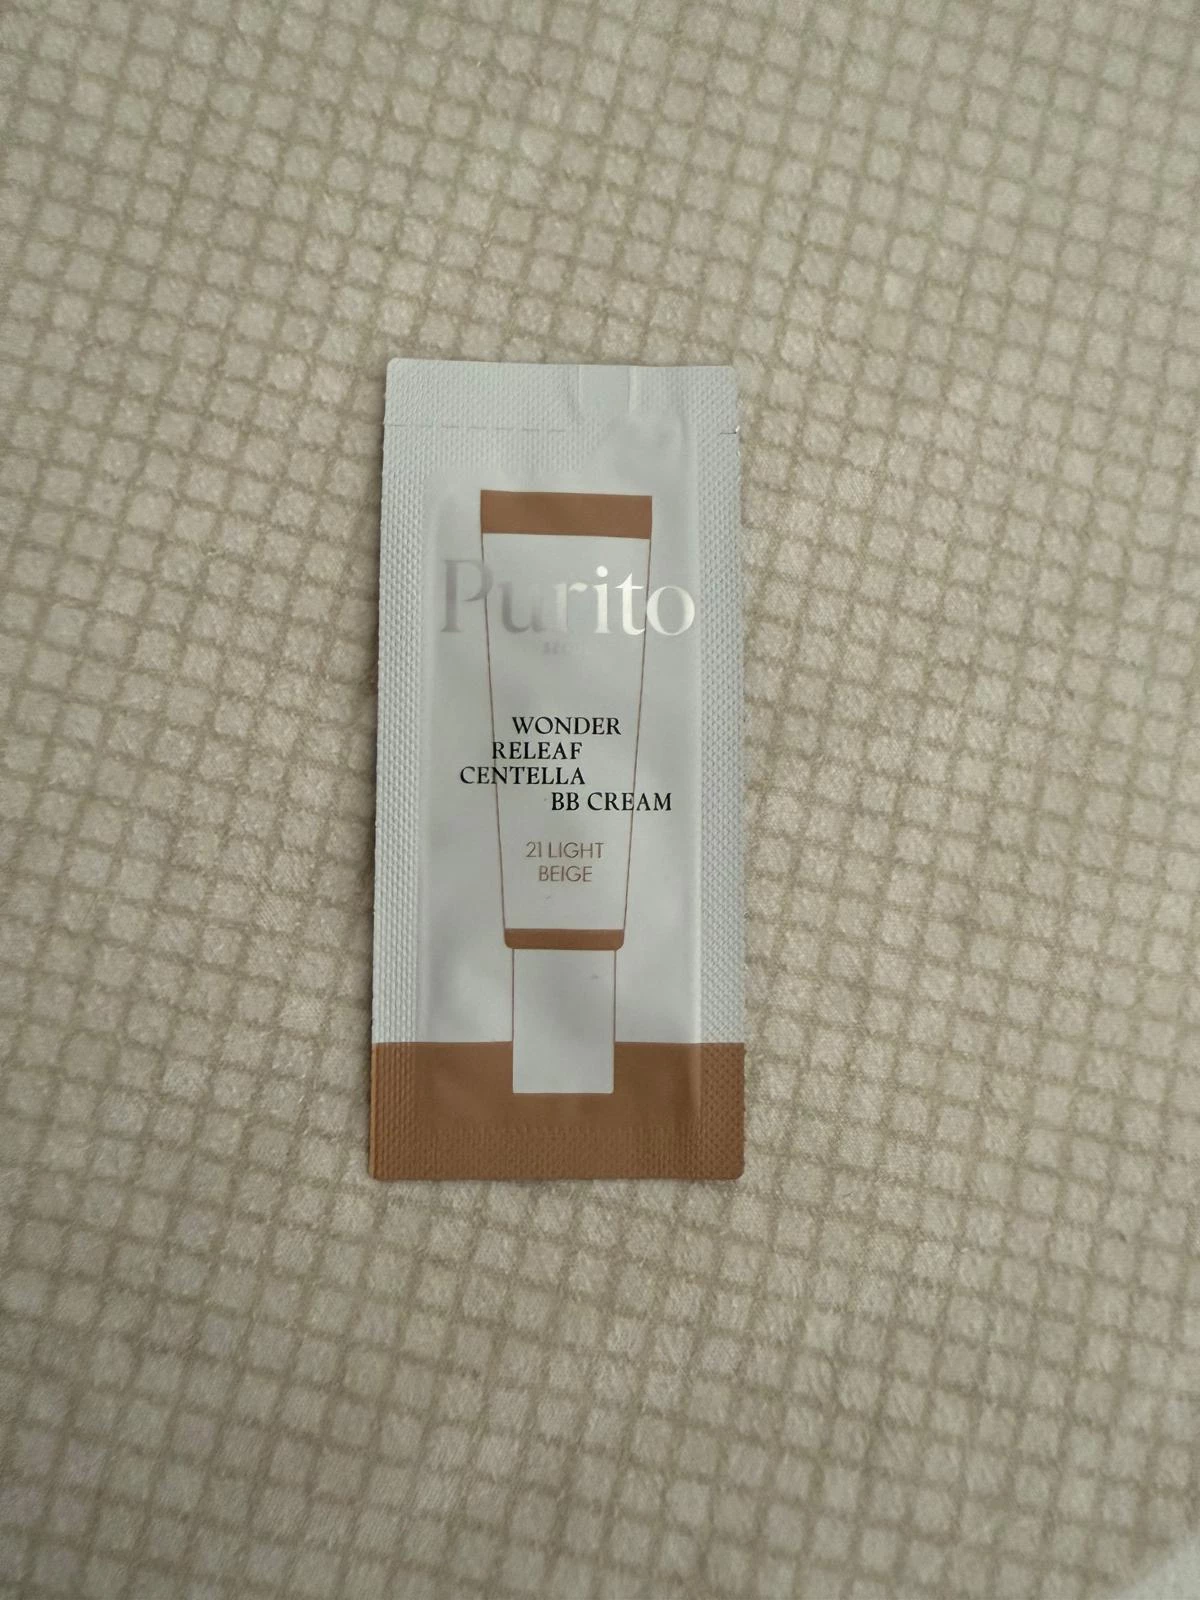 Purito
WONDER
RELEAF
CENTELLA
BB CREAM
21 LIGHT
BEIGE